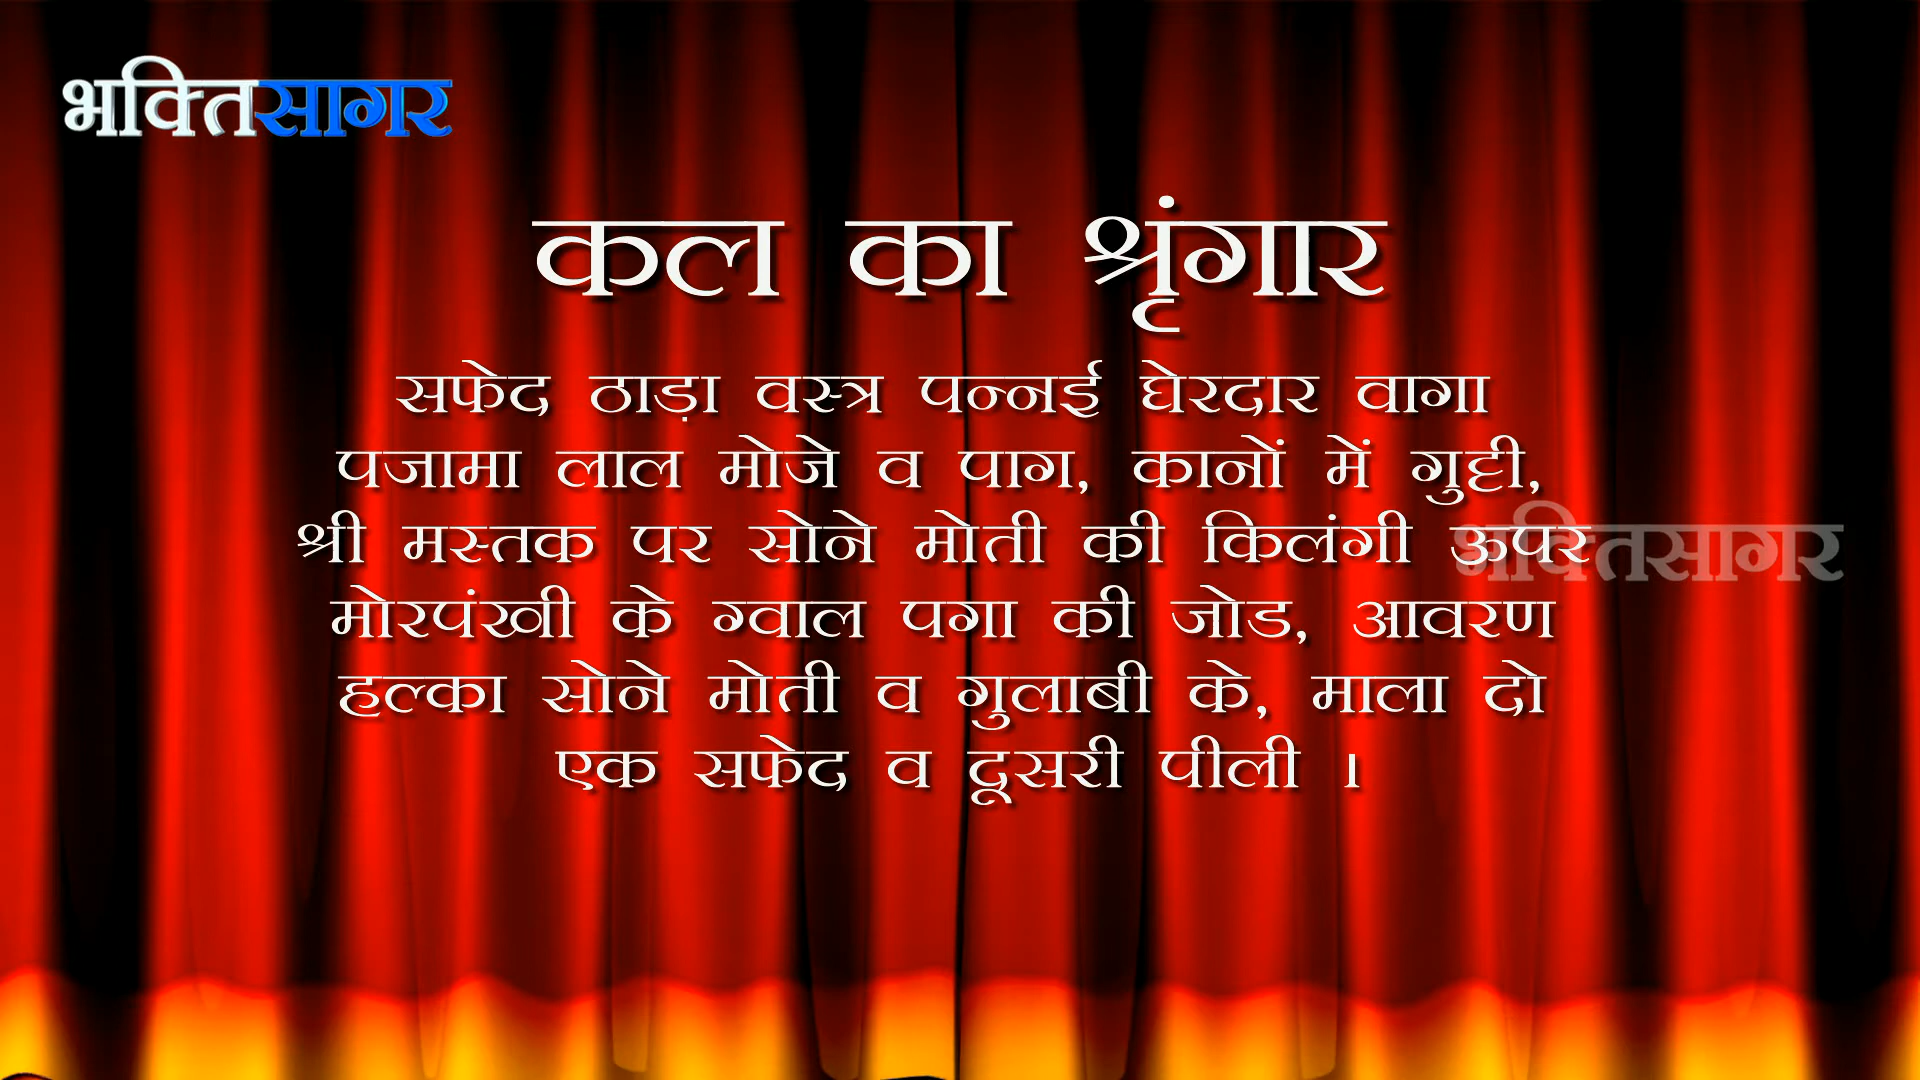 भक्तिसागर
कल का श्रृंगार
सफेद ठाड़ा वस्त्र पन्नई घेरदार वागा
पजामा लाल मोजे व पाग, कानों में गुट्टी,
श्री मस्तक पर सोने मोती की किलंगी ऊपर
भक्तिसागर
मोरपंखी के ग्वाल पगा की जोड, आवरण
हल्का सोने मोती व गुलाबी के, माला दो
एक सफेद व दूसरी पीली ।